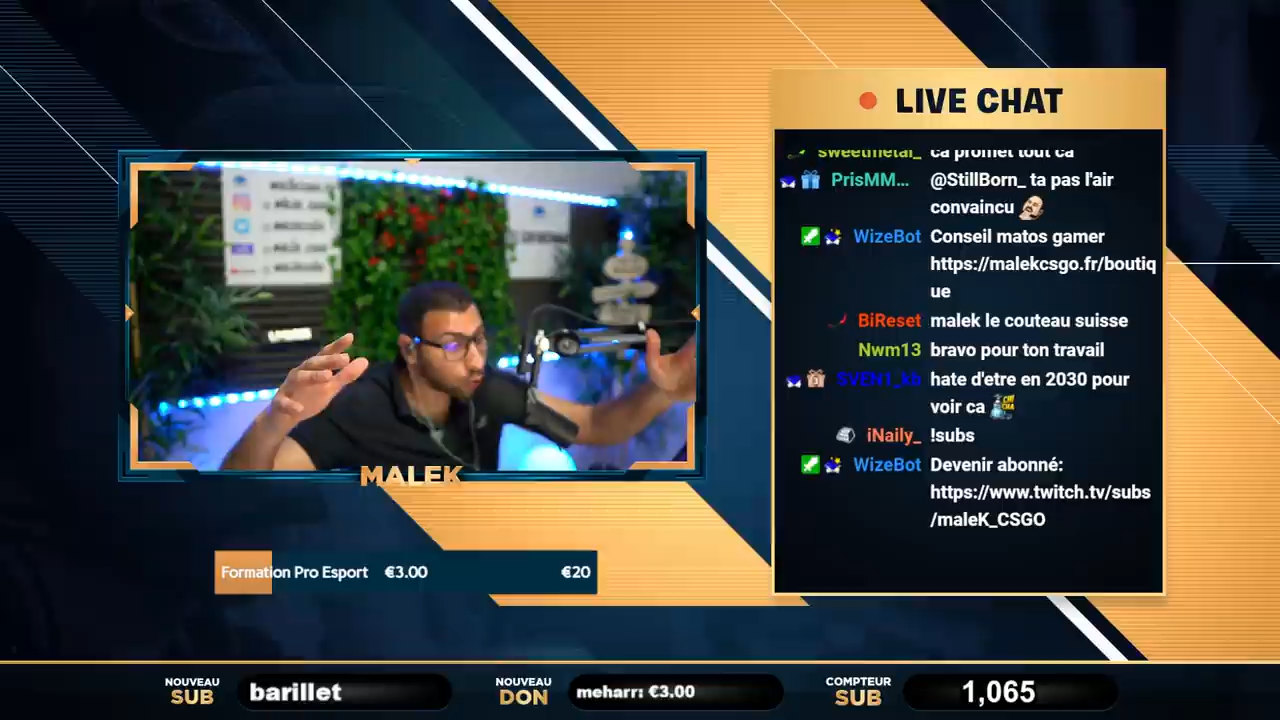 LIVE CHAT
sweetmetal_ ca promet tout ca
PrisMM... @StillBorn_ ta pas l'air
convaincu
WizeBot Conseil matos gamer
https://malekcsgo.fr/boutiq
ue
BiReset malek le couteau suisse
Nwm13 bravo pour ton travail
SVEN1_kh hate d'etre en 2030 pour
voir ca
iNaily_ !subs
WizeBot Devenir abonné:
https://www.twitch.tv/subs
/maleK_CSGO
MALEK
Formation Pro Esport €3.00 €20
NOUVEAU
SUB
barillet
NOUVEAU
DON
meharr: €3.00
COMPTEUR
SUB
1,065